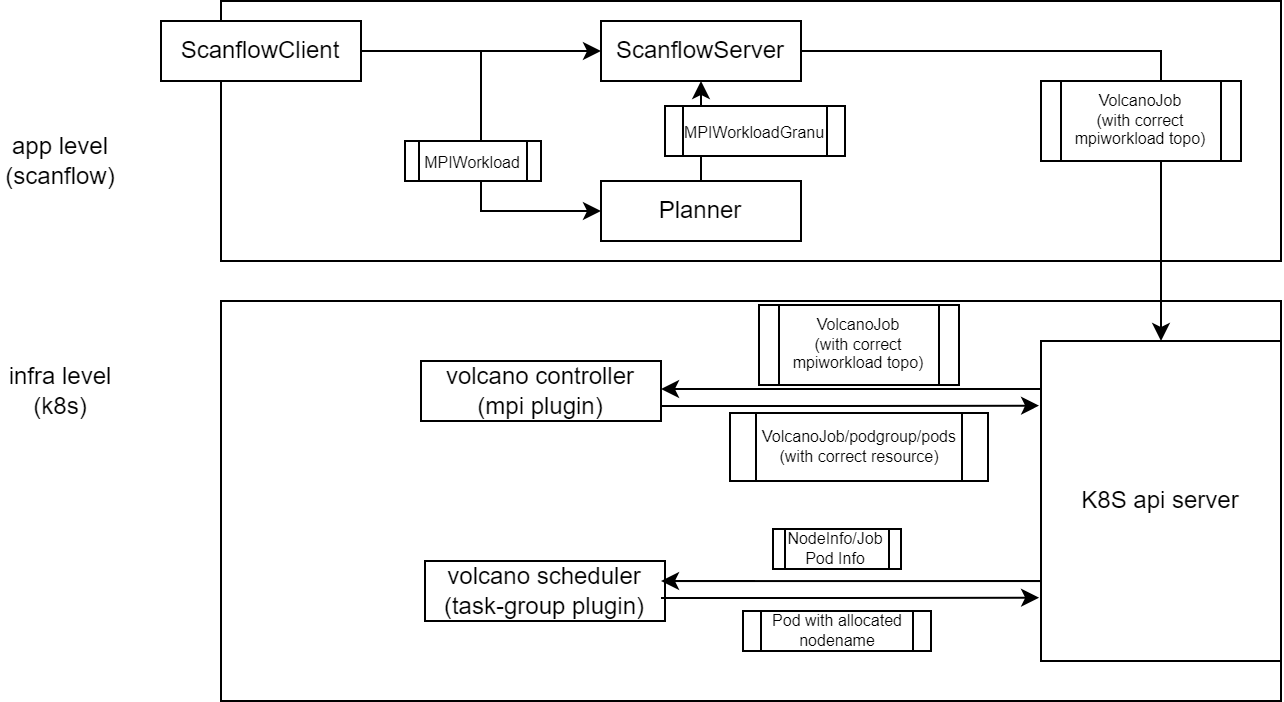 ScanflowClient
ScanflowServer
VolcanoJob
(with correct
mpiworkload topo)
MPIWorkloadGranu
app level
(scanflow)
MPIWorkload
Planner
VolcanoJob
(with correct
mpiworkload topo)
infra level
(k8s)
volcano controller
(mpi plugin)
VolcanoJob/podgroup/pods
(with correct resource)
K8S api server
NodeInfo/Job
Pod Info
volcano scheduler
(task-group plugin)
Pod with allocated
nodename